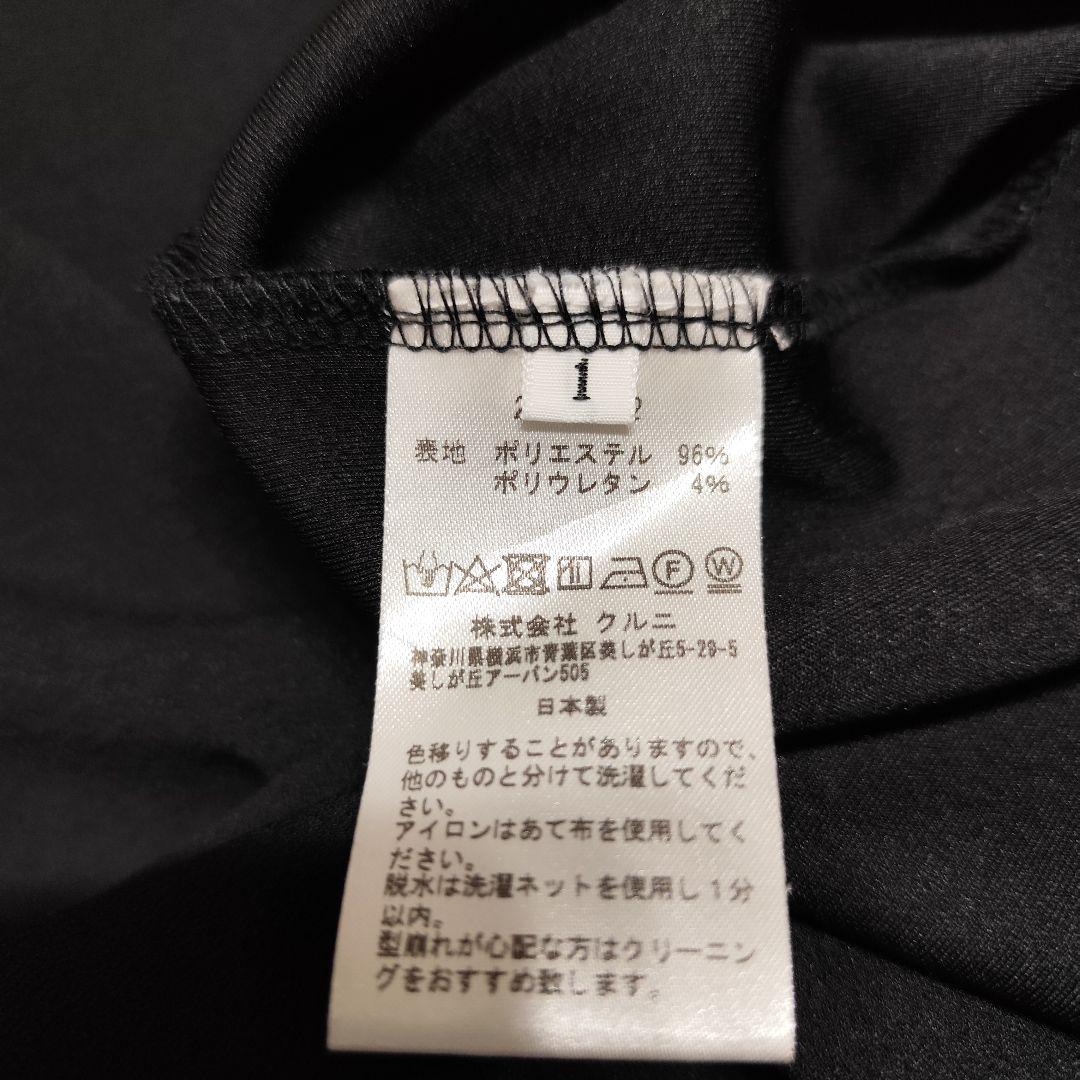 1
2 2
表地 ポリエステル 96%
ポリウレタン 4%
F W
株式会社 クルニ
神奈川県横浜市青葉区美しが丘5-29-5
美しが丘アーバン505
日本製
色移りすることがありますので、
他のものと分けて洗濯してくだ
さい。
アイロンはあて布を使用してく
ださい。
脱水は洗濯ネットを使用し1分
以内。
型崩れが心配な方はクリーニン
グをおすすめ致します。